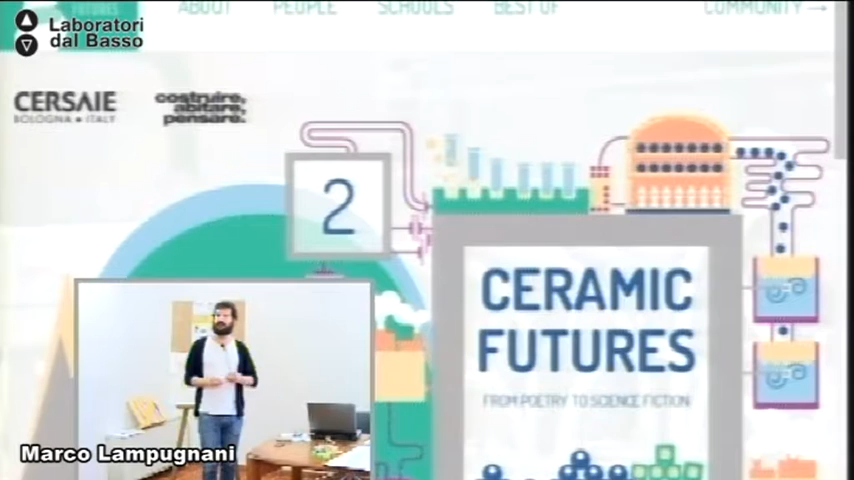 FUTURES
ABOUT PEOPLE SCHOOLS BEST OF COMMUNITY →
Laboratori
dal Basso
CERSAIE
BOLOGNA • ITALY
costruire,
abitare,
pensare.
2
CERAMIC
FUTURES
FROM POETRY TO SCIENCE FICTION
Marco Lampugnani